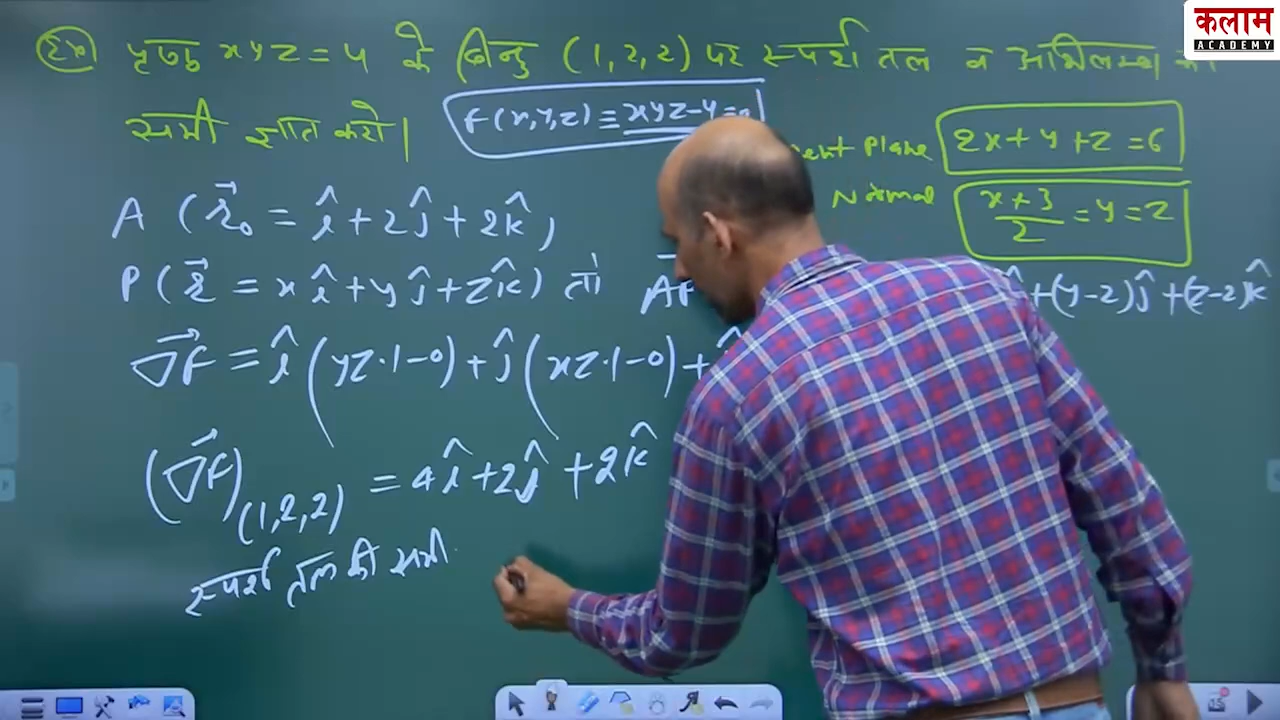 Ex पृष्ठ xyz = 4 के बिन्दु (1, 2, 2) पर स्पर्श तल व अभिलम्ब
समी ज्ञात करो।
f(x,y,z) ≡ xyz-4=0
Plane 2x + y + z = 6
Normal x+3/2 = y = z
A (r⃗₀ = î + 2ĵ + 2k̂)
P (r⃗ = xî + yĵ + zk̂) तो
+(y-2)ĵ + (z-2)k̂
∇⃗f = î (yz·1-0) + ĵ (xz·1-0) +
(∇⃗f)(1,2,2) = 4î + 2ĵ + 2k̂
स्पर्श तल की समी.
कलाम
ACADEMY